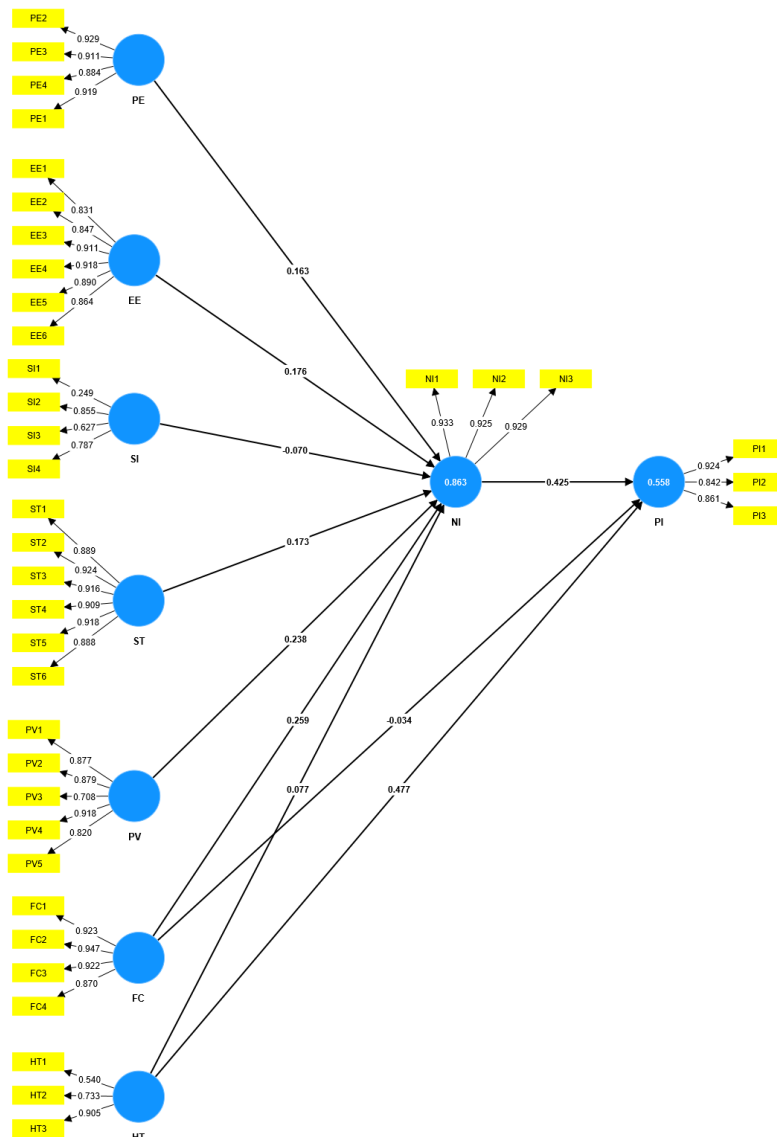 PE2
0.929
PE3
0.911
PE4
0.884
PE1
0.919
PE
EE1
0.831
EE2
0.847
EE3
0.911
EE4
0.918
EE5
0.890
EE6
0.864
EE
0.163
0.176
SI1
0.249
SI2
0.855
SI3
0.627
SI4
0.787
SI
-0.070
NI1
NI2
NI3
0.933
0.925
0.929
0.863
NI
0.425
0.558
PI
0.924
PI1
0.842
PI2
0.861
PI3
ST1
0.889
ST2
0.924
ST3
0.916
ST4
0.909
ST5
0.918
ST6
0.888
ST
0.173
0.238
PV1
0.877
PV2
0.879
PV3
0.708
PV4
0.918
PV5
0.820
PV
0.259
-0.034
0.077
0.477
FC1
0.923
FC2
0.947
FC3
0.922
FC4
0.870
FC
HT1
0.540
HT2
0.733
HT3
0.905
HT